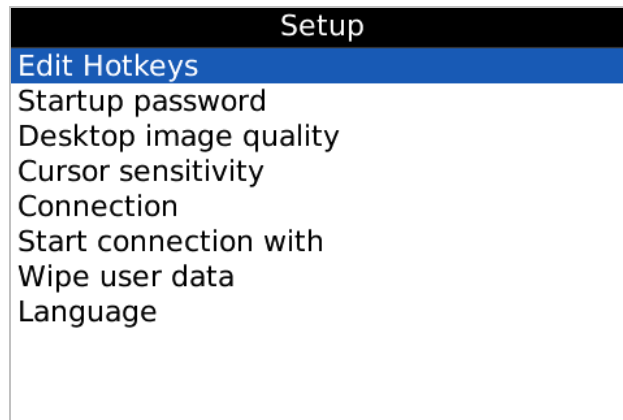 Setup
Edit Hotkeys
Startup password
Desktop image quality
Cursor sensitivity
Connection
Start connection with
Wipe user data
Language